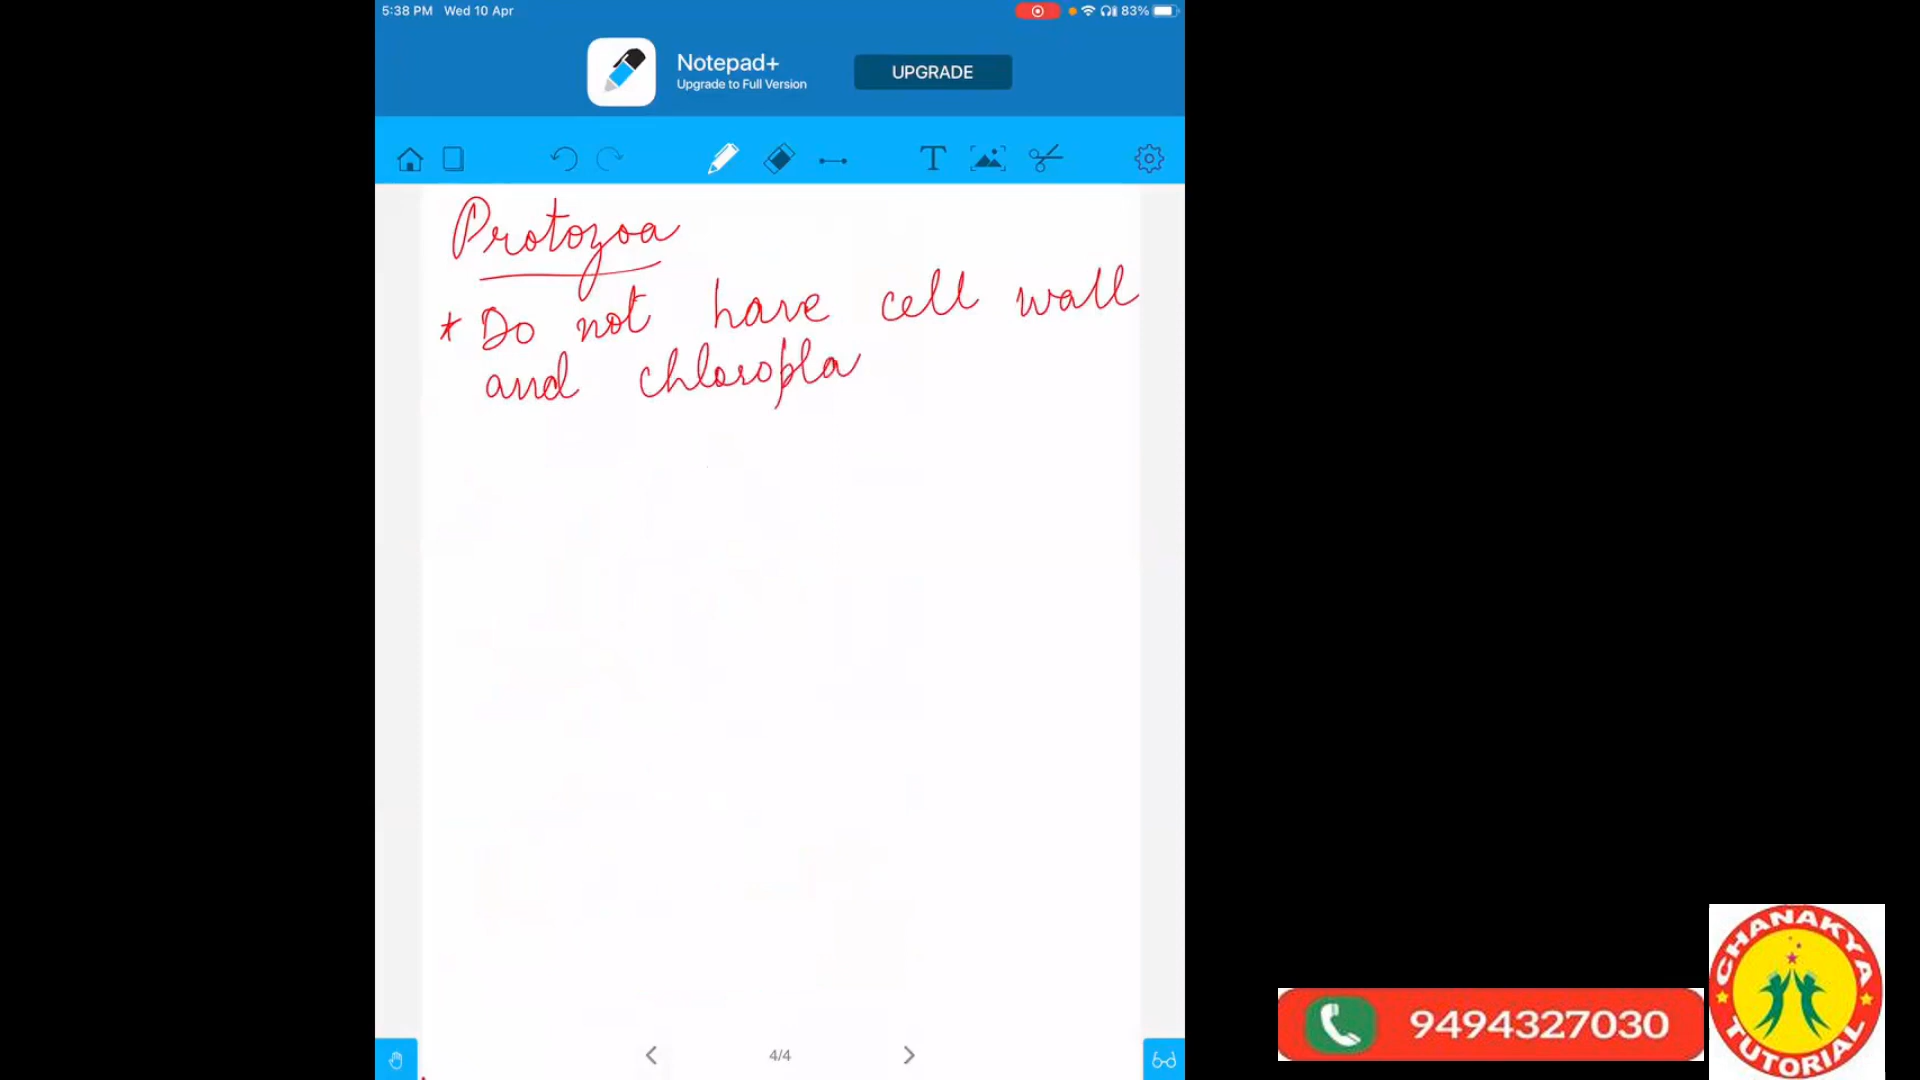 5:38 PM Wed 10 Apr 83%
Notepad+
Upgrade to Full Version
UPGRADE
T
Protozoa
* Do not have cell wall
and chloropla
4/4
9494327030
CHANAKYA
TUTORIAL